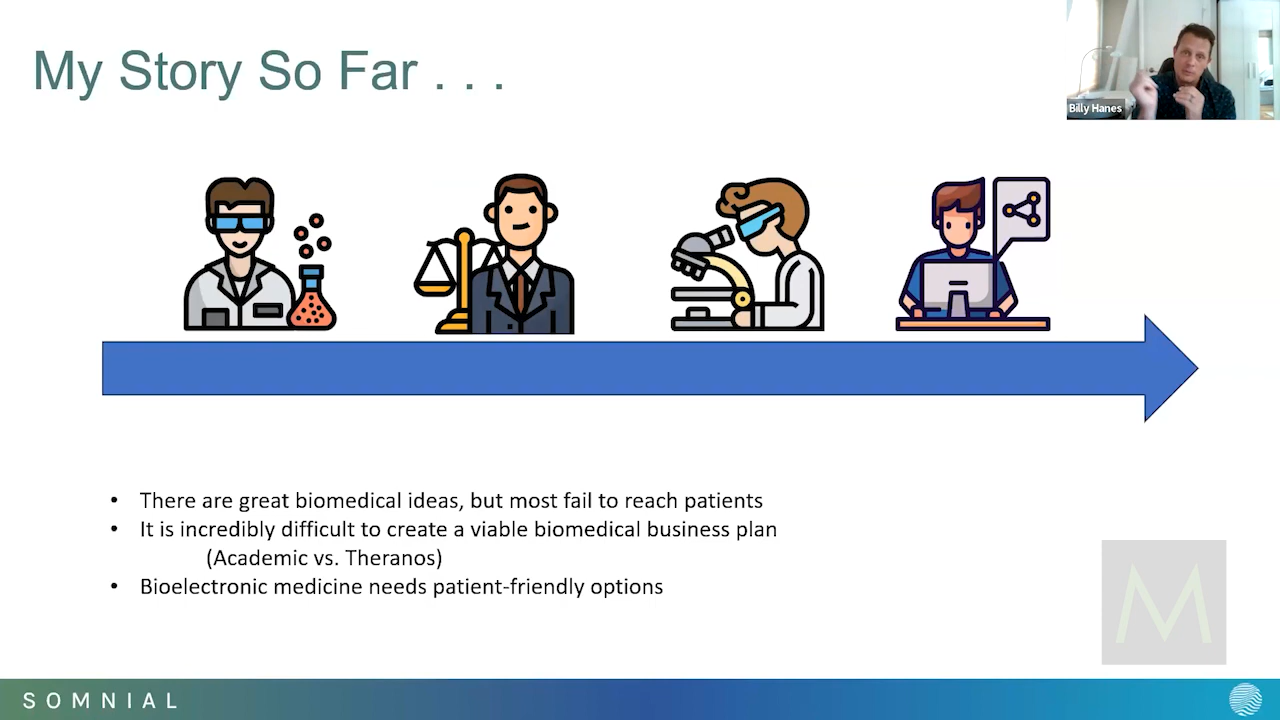 My Story So Far . . .
Billy Hanes
• There are great biomedical ideas, but most fail to reach patients
• It is incredibly difficult to create a viable biomedical business plan
(Academic vs. Theranos)
• Bioelectronic medicine needs patient-friendly options
M
SOMNIAL